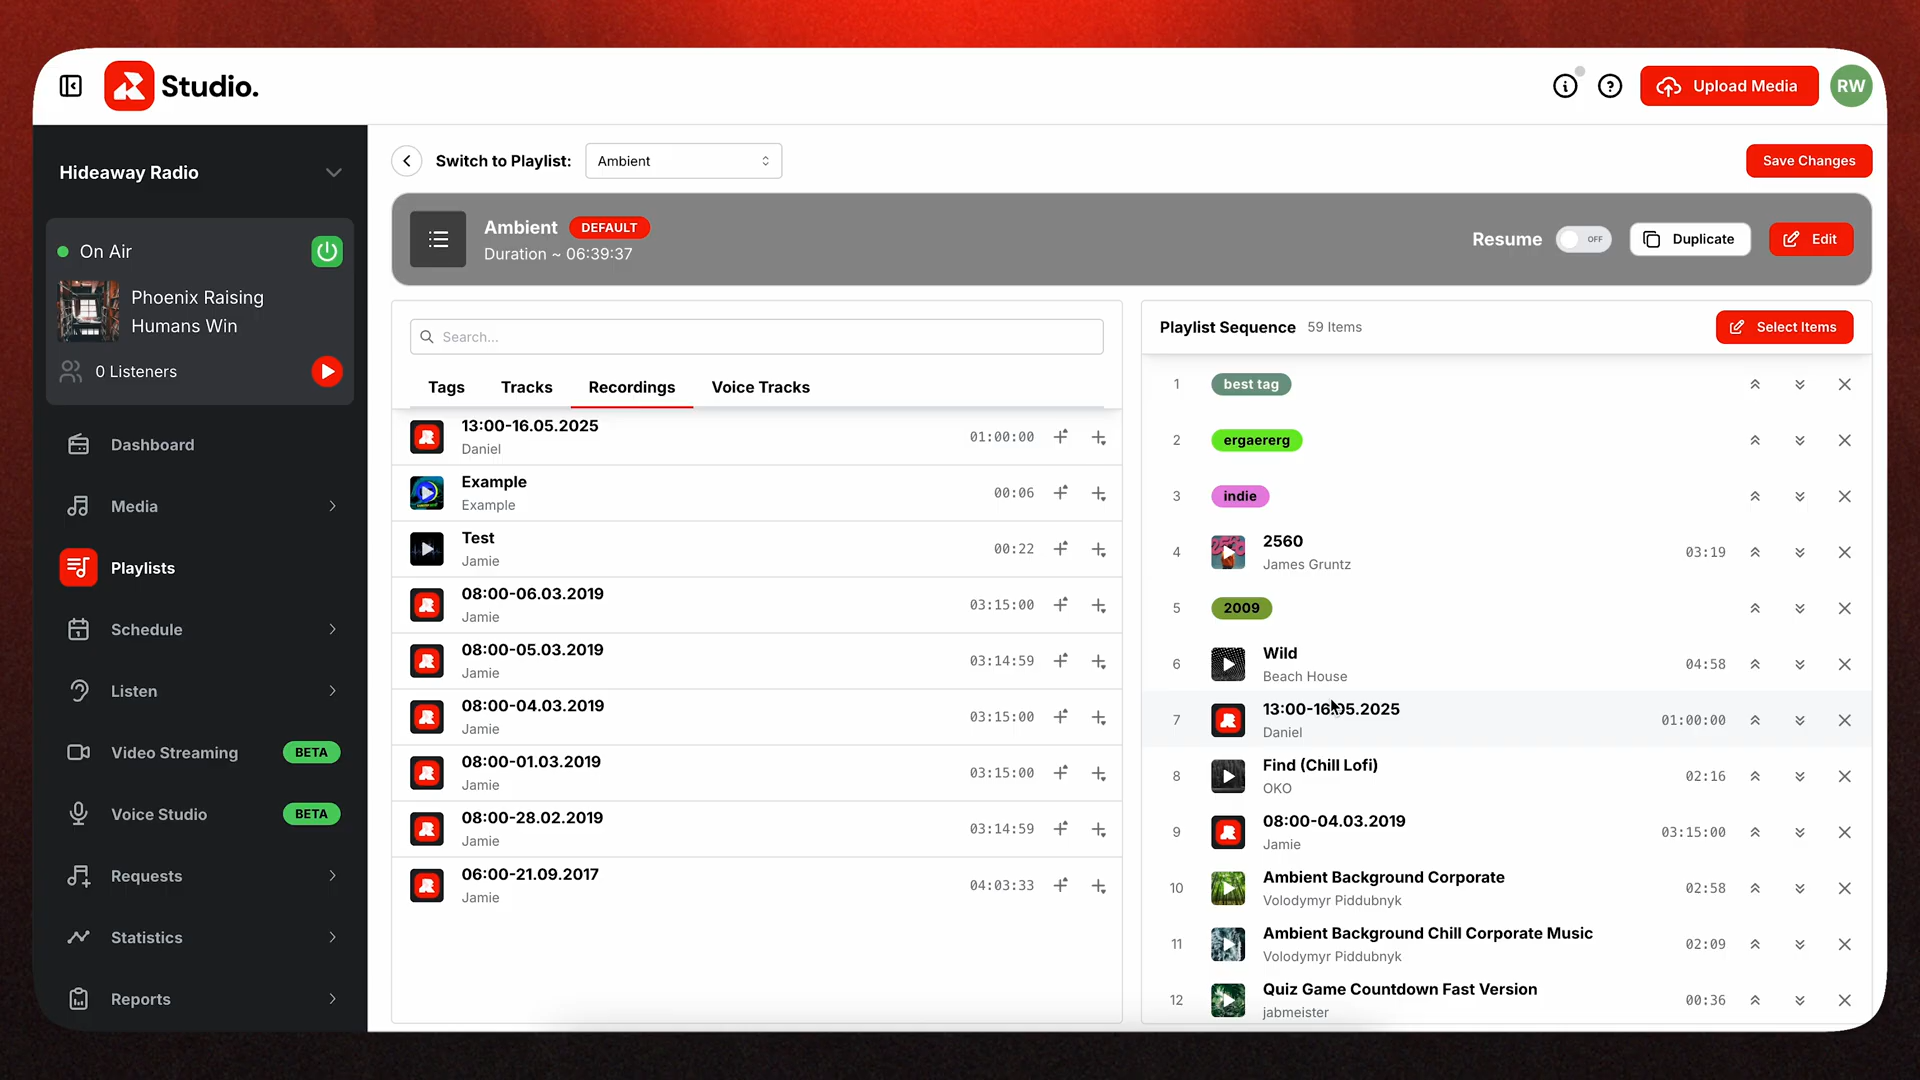 Studio.
Upload Media
RW
Hideaway Radio
On Air
Phoenix Raising
Humans Win
0 Listeners
Dashboard
Media
Playlists
Schedule
Listen
Video Streaming BETA
Voice Studio BETA
Requests
Statistics
Reports
Switch to Playlist: Ambient
Save Changes
Ambient DEFAULT
Duration ~ 06:39:37
Resume OFF Duplicate Edit
Search...
Tags Tracks Recordings Voice Tracks
13:00-16.05.2025
Daniel
01:00:00
Example
Example
00:06
Test
Jamie
00:22
08:00-06.03.2019
Jamie
03:15:00
08:00-05.03.2019
Jamie
03:14:59
08:00-04.03.2019
Jamie
03:15:00
08:00-01.03.2019
Jamie
03:15:00
08:00-28.02.2019
Jamie
03:14:59
06:00-21.09.2017
Jamie
04:03:33
Playlist Sequence 59 Items
Select Items
1 best tag
2 ergaererg
3 indie
4 2560
James Gruntz
03:19
5 2009
6 Wild
Beach House
04:58
7 13:00-16.05.2025
Daniel
01:00:00
8 Find (Chill Lofi)
OKO
02:16
9 08:00-04.03.2019
Jamie
03:15:00
10 Ambient Background Corporate
Volodymyr Piddubnyk
02:58
11 Ambient Background Chill Corporate Music
Volodymyr Piddubnyk
02:09
12 Quiz Game Countdown Fast Version
jabmeister
00:36